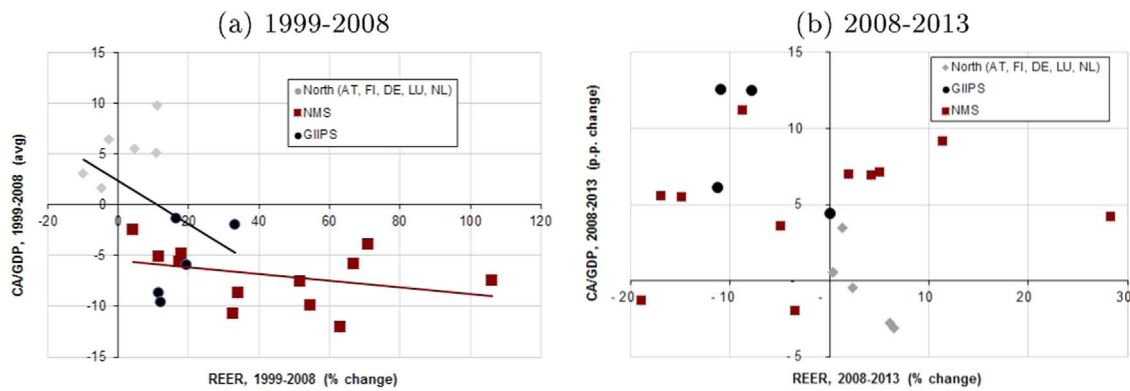 (a) 1999-2008
15
10
5
0
-5
-10
-15
-20
0
20
40
60
80
100
120
North (AT, FI, DE, LU, NL)
NMS
GIIPS
CA/GDP, 1999-2008 (avg)
REER, 1999-2008 (% change)
(b) 2008-2013
15
10
5
-
- 5
- 20
- 10
10
20
30
North (AT, FI, DE, LU, NL)
GIIPS
NMS
CA/GDP, 2008-2013 (p.p. change)
REER, 2008-2013 (% change)